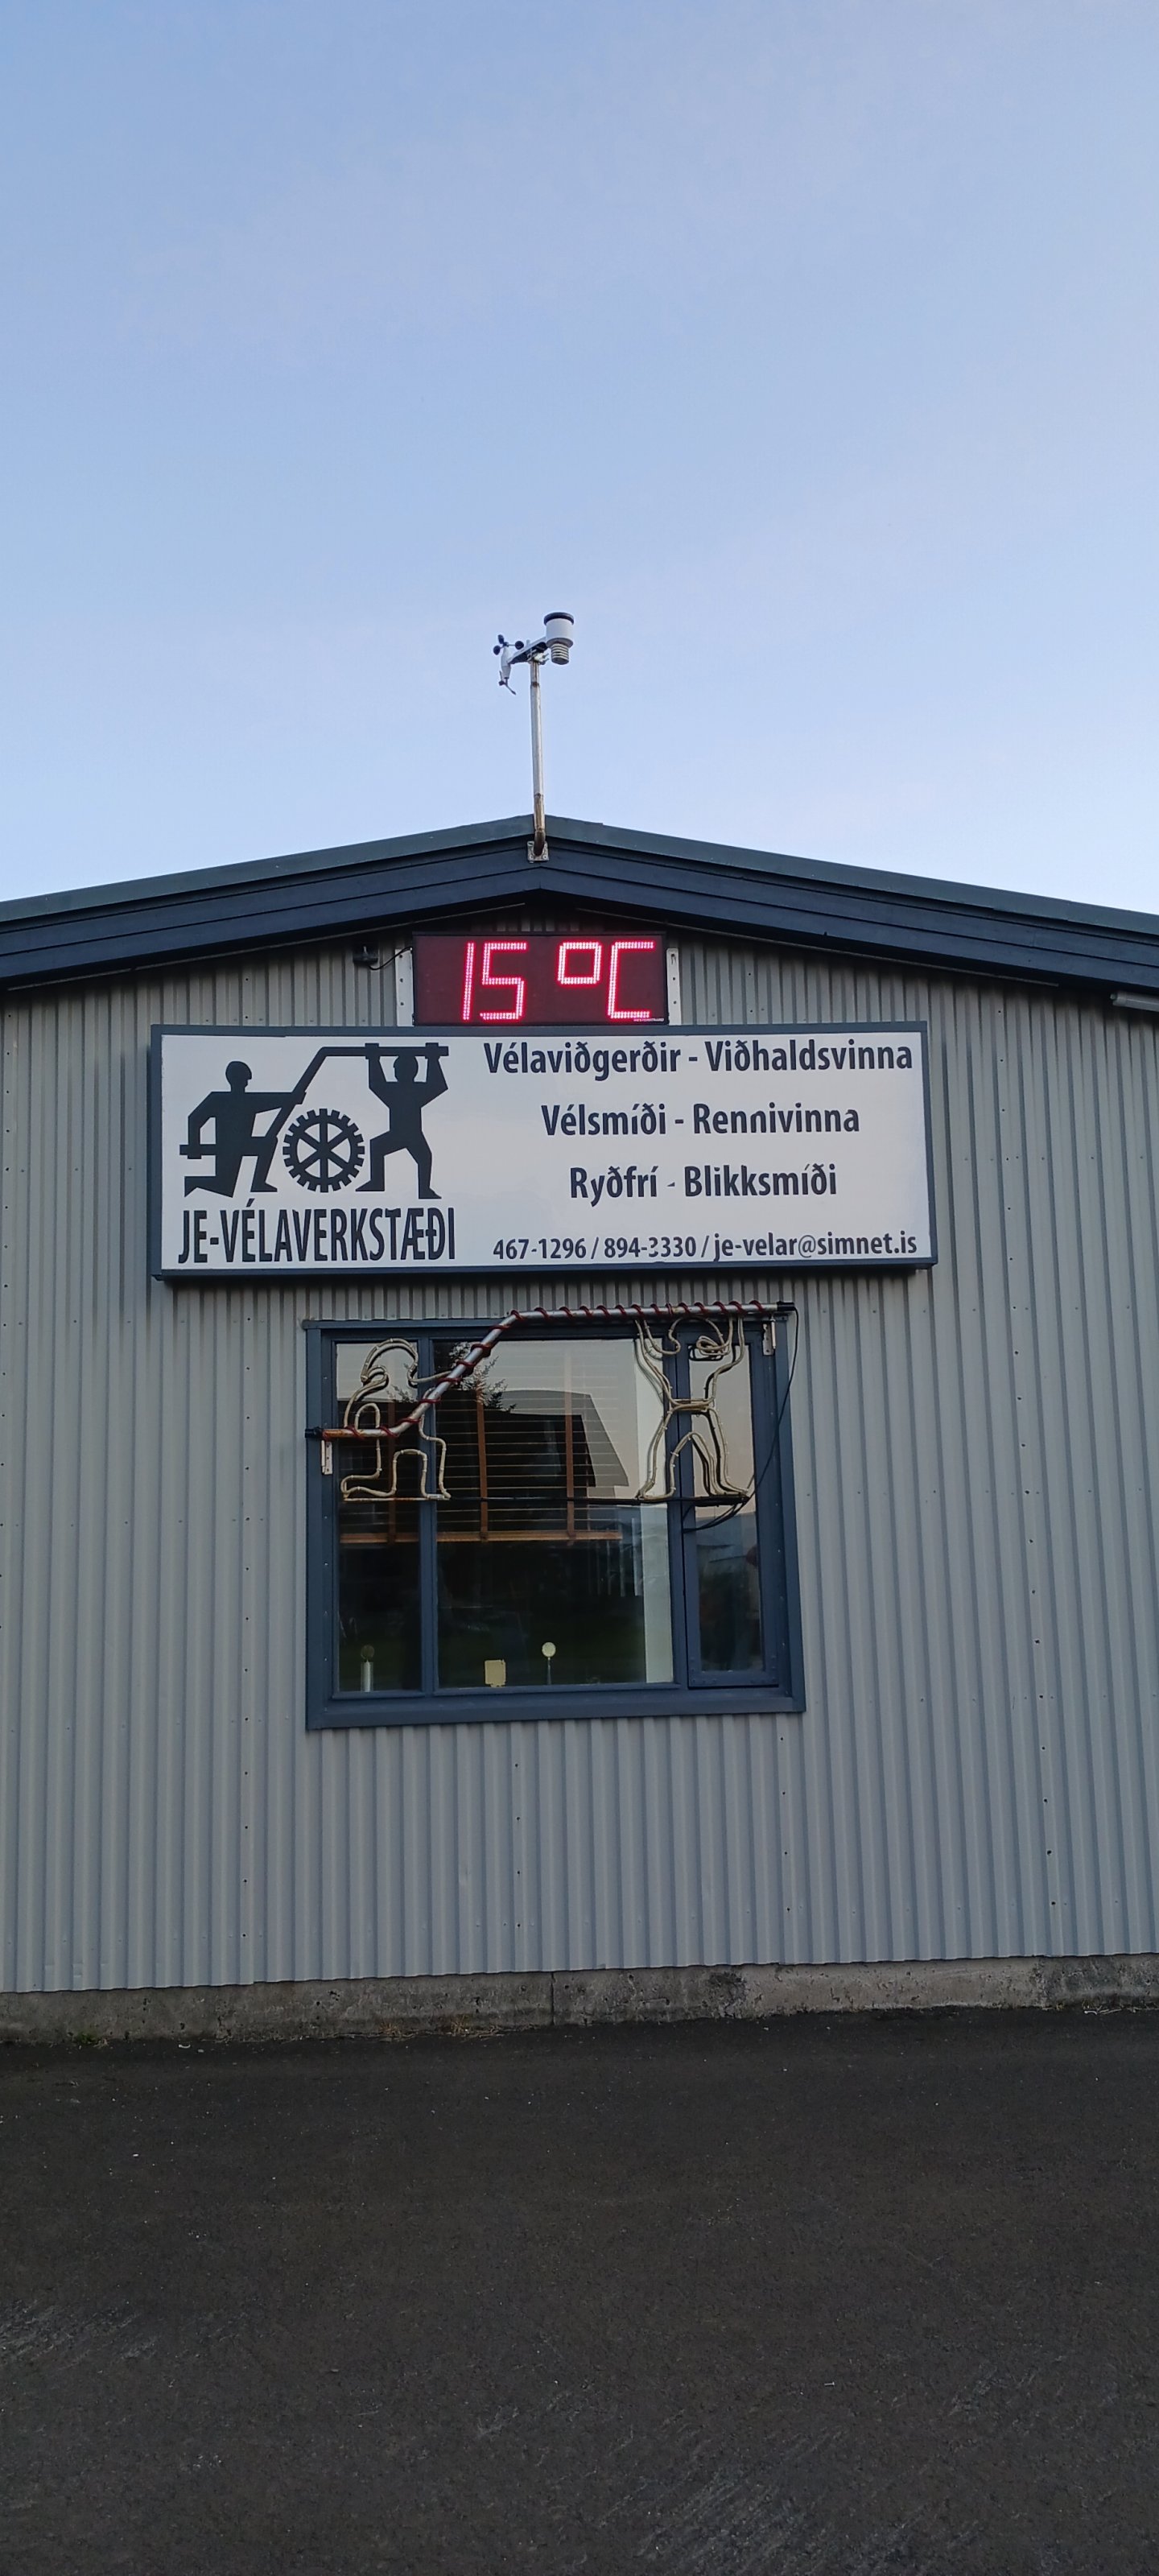 15 °C
Vélaviðgerðir - Viðhaldsvinna
Vélsmíði - Rennivinna
Ryðfrí - Blikksmíði
JE-VÉLAVERKSTÆÐI
467-1296 / 894-3330 / je-velar@simnet.is